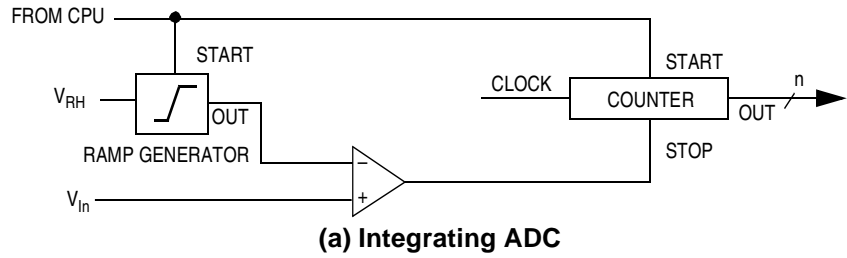 FROM CPU
START
START
CLOCK
n
V_RH
COUNTER
OUT
OUT
RAMP GENERATOR
STOP
−
V_In
+
(a) Integrating ADC